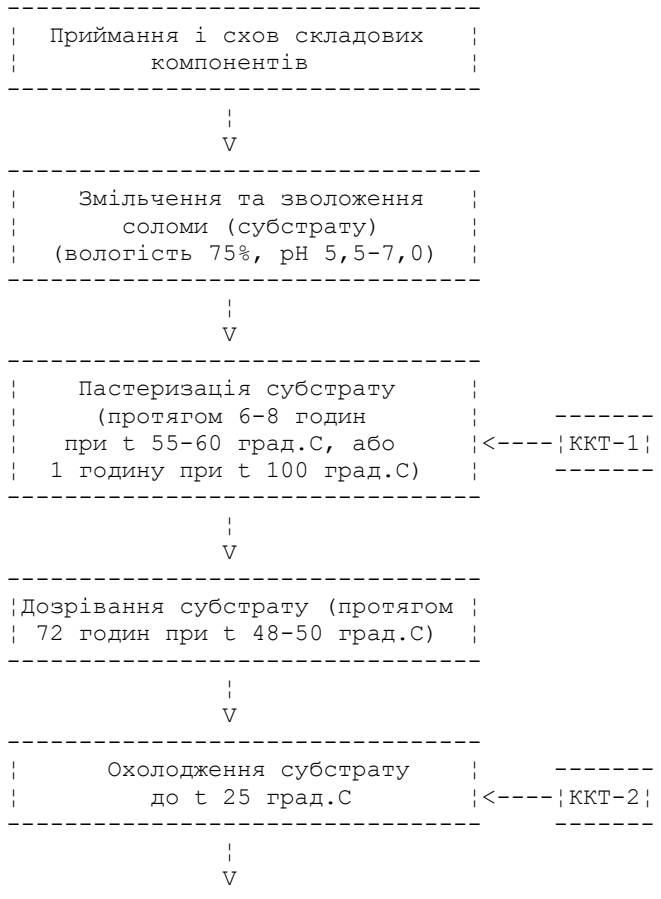 Приймання і схов складових
компонентів
Змільчення та зволоження
соломи (субстрату)
(вологість 75%, pH 5,5-7,0)
Пастеризація субстрату
(протягом 6-8 годин
при t 55-60 град.С, або
1 годину при t 100 град.С)
ККТ-1
Дозрівання субстрату (протягом
72 годин при t 48-50 град.С)
Охолодження субстрату
до t 25 град.С
ККТ-2